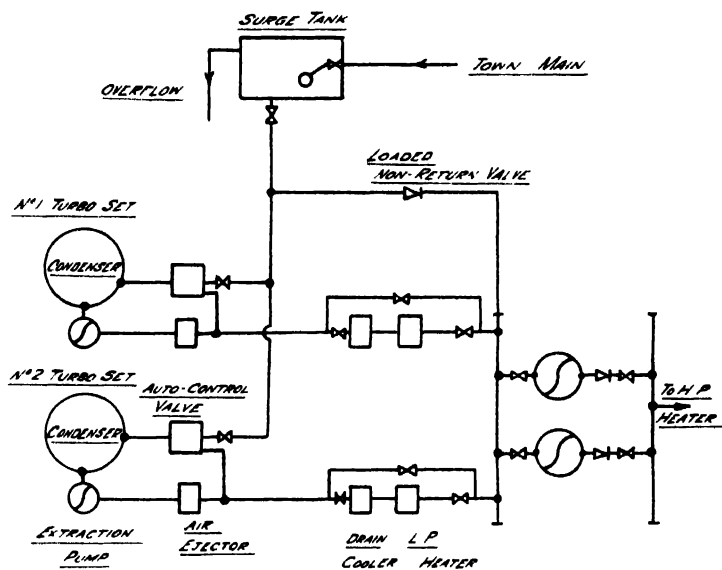 SURGE TANK
TOWN MAIN
OVERFLOW
LOADED
NON-RETURN VALVE
Nº1 TURBO SET
CONDENSER
Nº2 TURBO SET
AUTO-CONTROL
VALVE
CONDENSER
TO H P
HEATER
EXTRACTION
PUMP
AIR
EJECTOR
DRAIN
COOLER
L P
HEATER